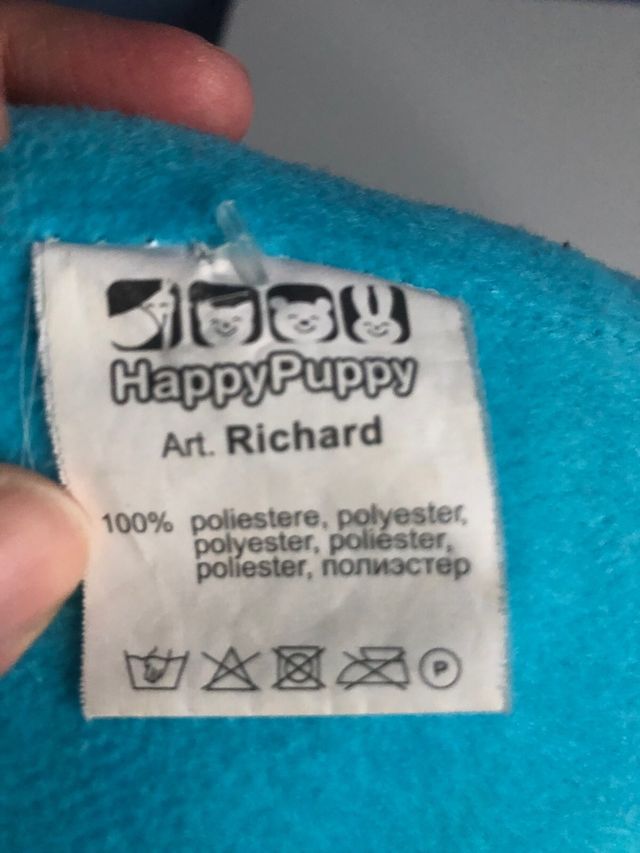 HappyPuppy
Art. Richard
100% poliestere, polyester,
polyester, poliester,
poliester, полиэстер
P